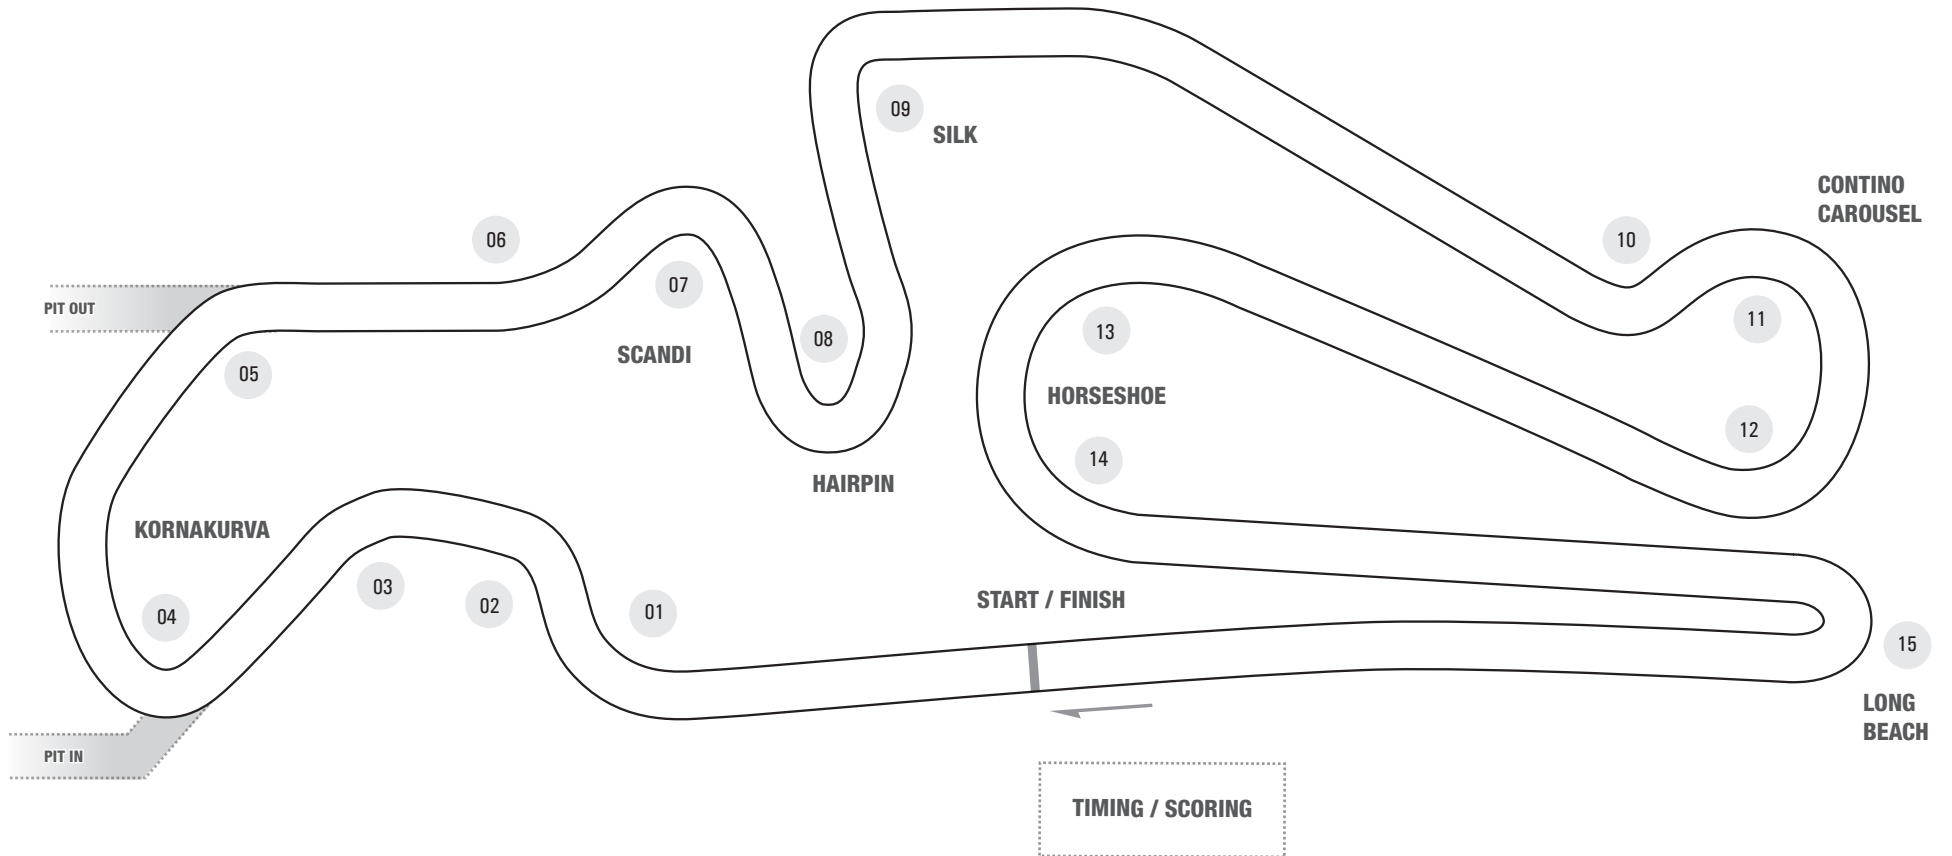 09
SILK
CONTINO
CAROUSEL
06
10
07
PIT OUT
11
13
08
SCANDI
05
HORSESHOE
12
14
HAIRPIN
KORNAKURVA
03
START / FINISH
02
01
04
15
LONG
BEACH
PIT IN
TIMING / SCORING